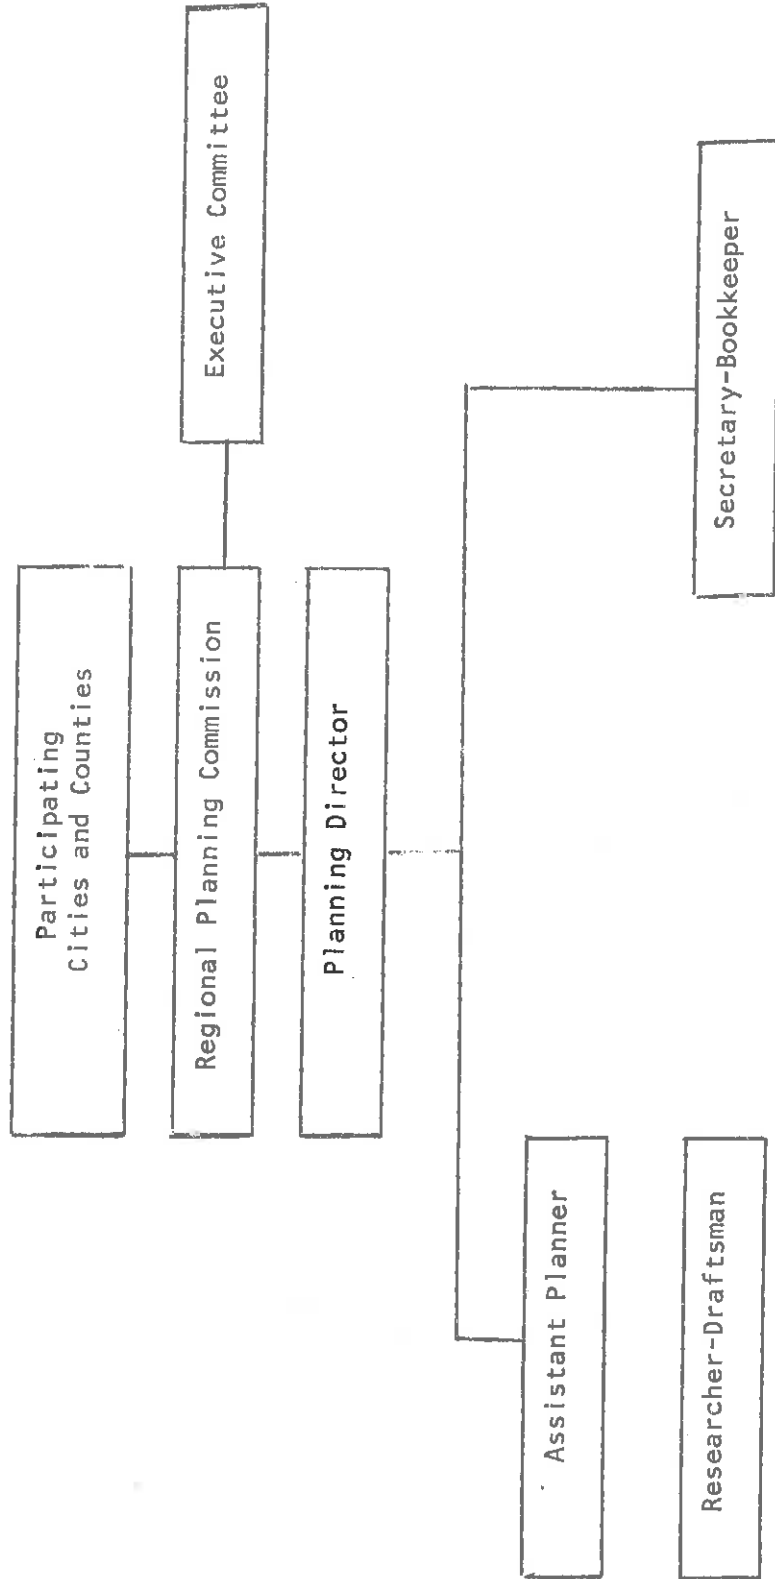 Participating
Cities and Counties
Regional Planning Commission
Executive Committee
Planning Director
Assistant Planner
Secretary-Bookkeeper
Researcher-Draftsman